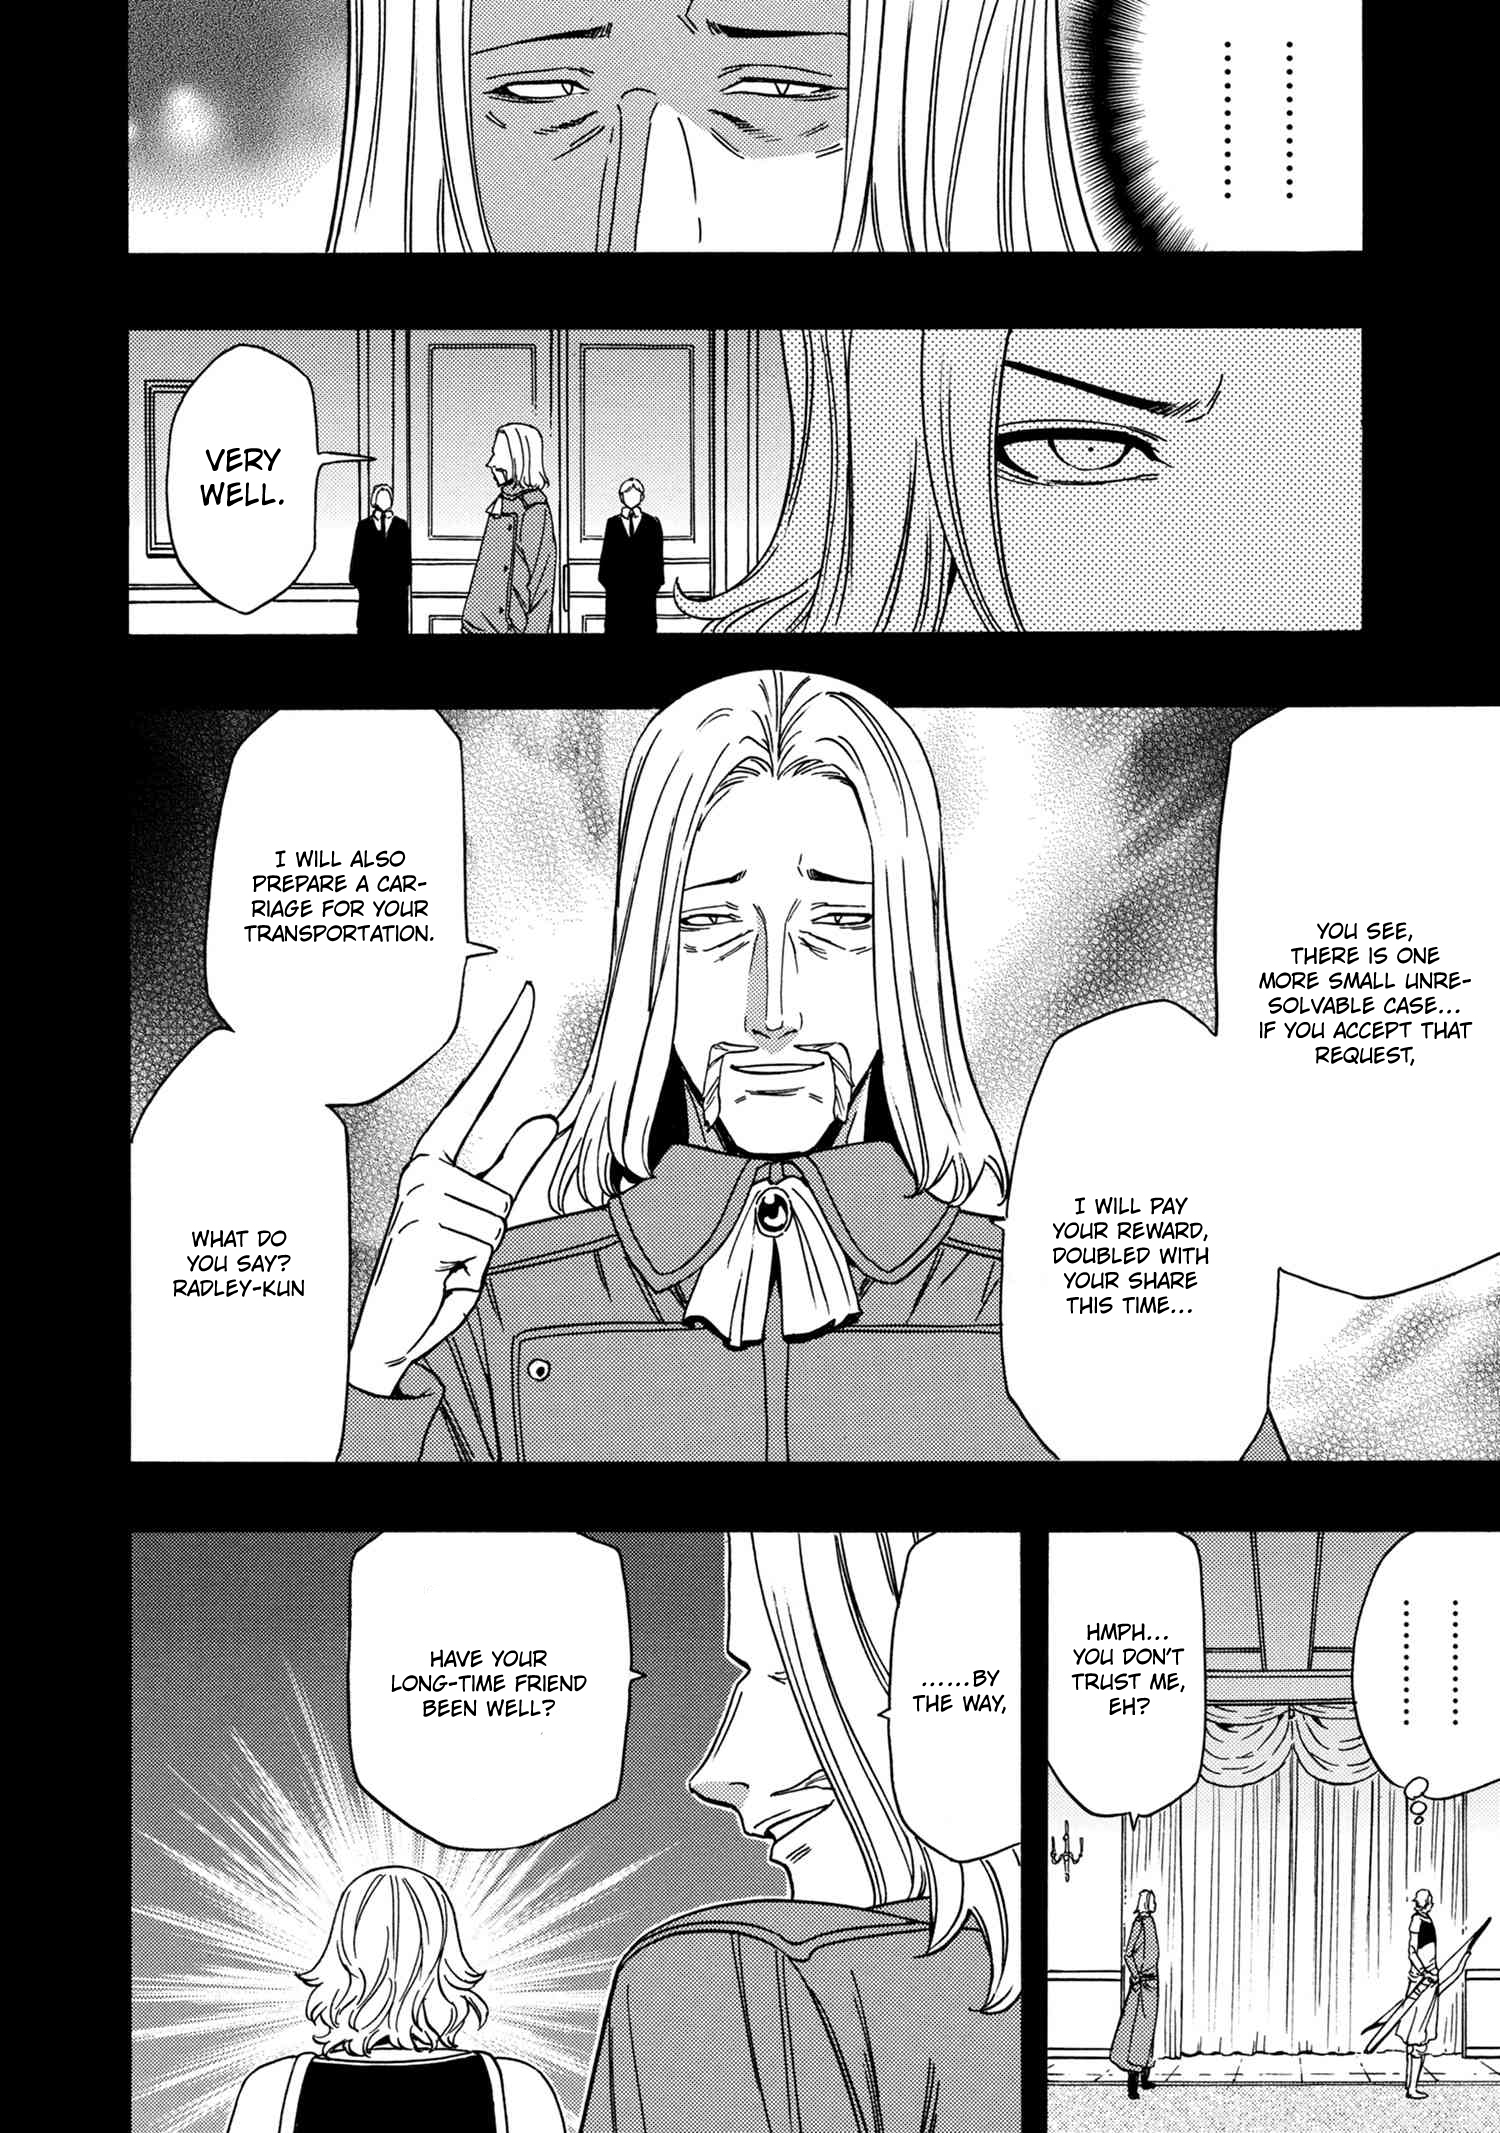 VERY
WELL.
YOU SEE,
THERE IS ONE
MORE SMALL UNRE-
SOLVABLE CASE...
IF YOU ACCEPT THAT
REQUEST,
I WILL PAY
YOUR REWARD,
DOUBLED WITH
YOUR SHARE
THIS TIME...
I WILL ALSO
PREPARE A CAR-
RIAGE FOR YOUR
TRANSPORTATION.
WHAT DO
YOU SAY?
RADLEY-KUN
HMPH...
YOU DON'T
TRUST ME,
EH?
......BY
THE WAY,
HAVE YOUR
LONG-TIME FRIEND
BEEN WELL?